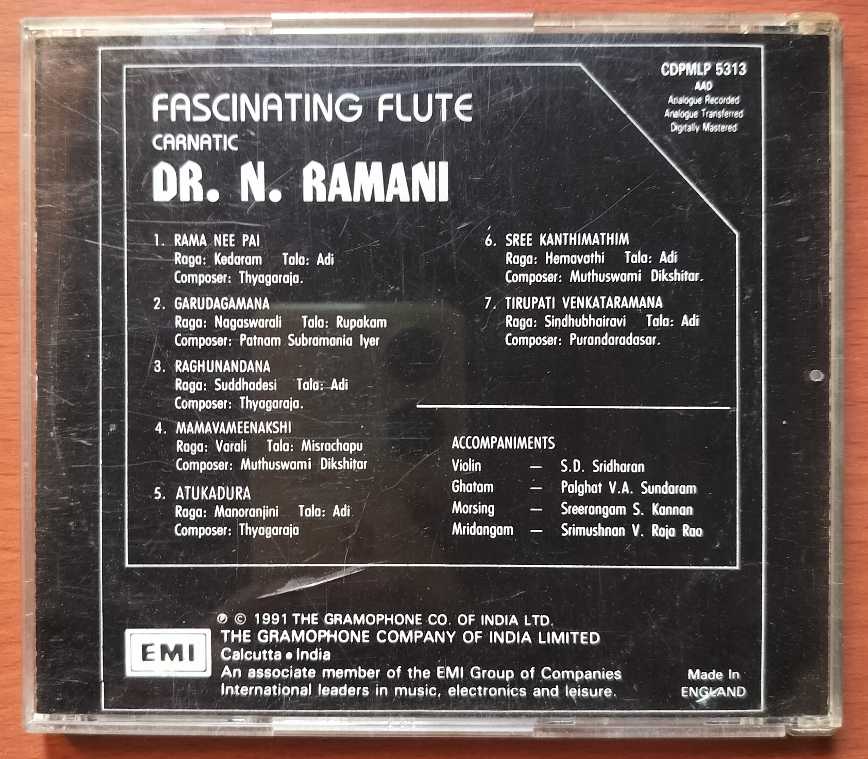 CDPMLP 5313
AAD
Analogue Recorded
Analogue Transferred
Digitally Mastered
FASCINATING FLUTE
CARNATIC
DR. N. RAMANI
1. RAMA NEE PAI
Raga: Kedaram Tala: Adi
Composer: Thyagaraja.
2. GARUDAGAMANA
Raga: Nagaswarali Tala: Rupakam
Composer: Patnam Subramania Iyer
3. RAGHUNANDANA
Raga: Suddhadesi Tala: Adi
Composer: Thyagaraja.
4. MAMAVAMEENAKSHI
Raga: Varali Tala: Misrachapu
Composer: Muthuswami Dikshitar
5. ATUKADURA
Raga: Manoranjini Tala: Adi
Composer: Thyagaraja
6. SREE KANTHIMATHIM
Raga: Hemavathi Tala: Adi
Composer: Muthuswami Dikshitar.
7. TIRUPATI VENKATARAMANA
Raga: Sindhubhairavi Tala: Adi
Composer: Purandaradasar.
ACCOMPANIMENTS
Violin — S.D. Sridharan
Ghatam — Palghat V.A. Sundaram
Morsing — Sreerangam S. Kannan
Mridangam — Srimushnan V. Raja Rao
℗ © 1991 THE GRAMOPHONE CO. OF INDIA LTD.
THE GRAMOPHONE COMPANY OF INDIA LIMITED
EMI
Calcutta • India
An associate member of the EMI Group of Companies
International leaders in music, electronics and leisure.
Made In
ENGLAND